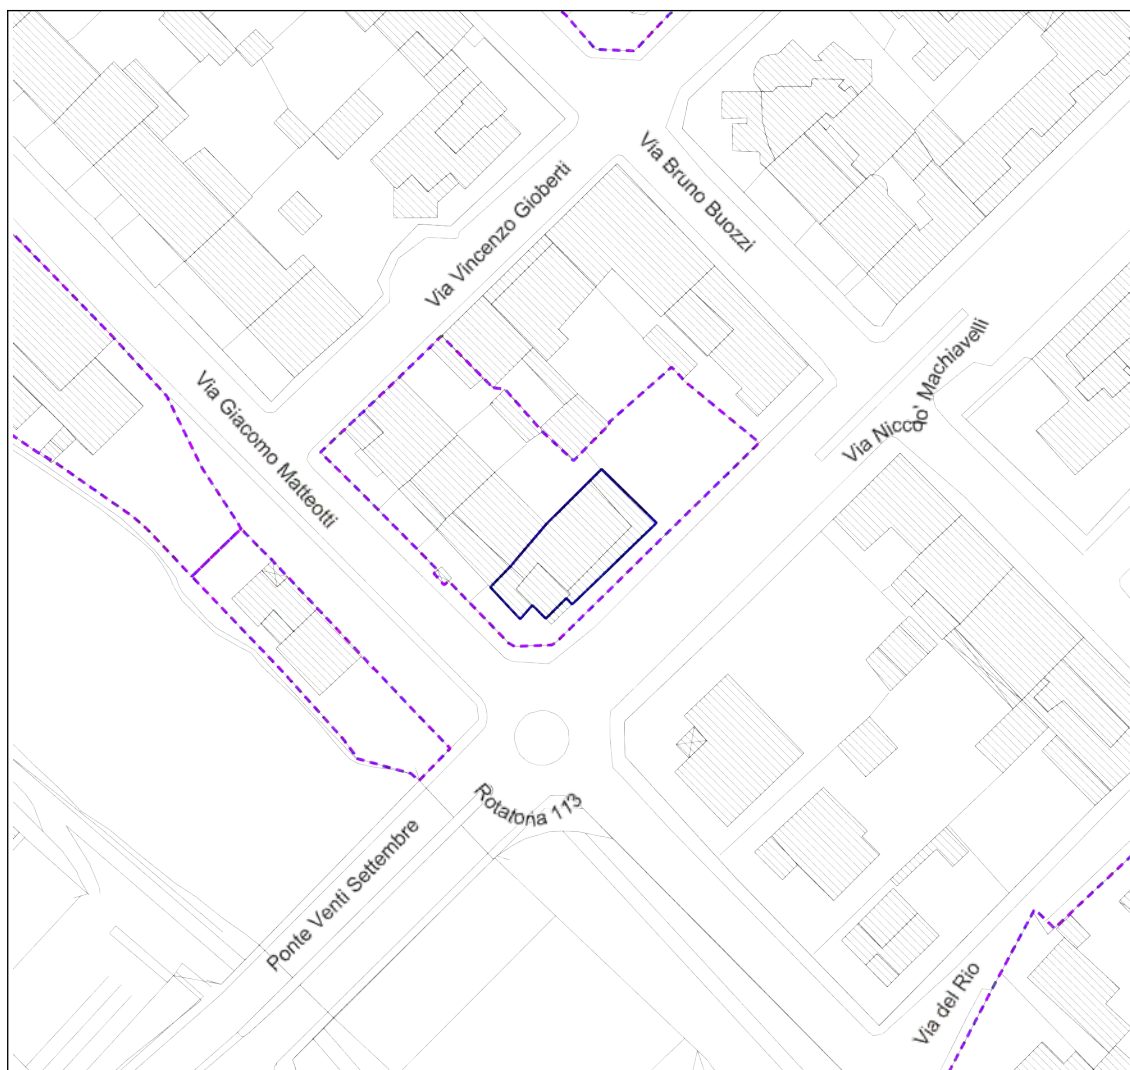 Via Bruno Buozzi
Via Vincenzo Gioberti
Via Niccolo' Machiavelli
Via Giacomo Matteotti
Rotatoria 113
Ponte Venti Settembre
Via del Rio